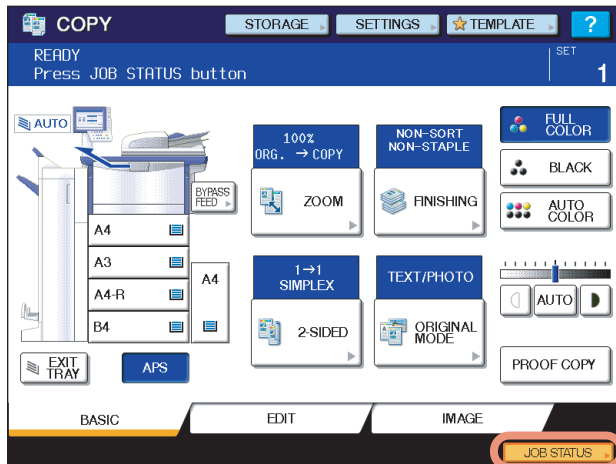 COPY
STORAGE
SETTINGS
TEMPLATE
?
READY
Press JOB STATUS button
SET
1
AUTO
BYPASS
FEED
A4
A3
A4-R
B4
A4
EXIT
TRAY
APS
100%
ORG. → COPY
ZOOM
NON-SORT
NON-STAPLE
FINISHING
1→1
SIMPLEX
2-SIDED
TEXT/PHOTO
ORIGINAL
MODE
FULL
COLOR
BLACK
AUTO
COLOR
AUTO
PROOF COPY
BASIC
EDIT
IMAGE
JOB STATUS